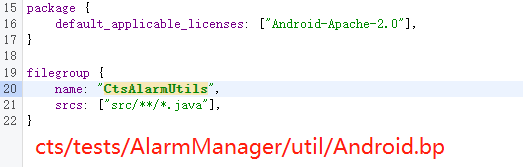 15 package {
16     default_applicable_licenses: ["Android-Apache-2.0"],
17 }
18
19 filegroup {
20     name: "CtsAlarmUtils",
21     srcs: ["src/**/*.java"],
22 }
cts/tests/AlarmManager/util/Android.bp